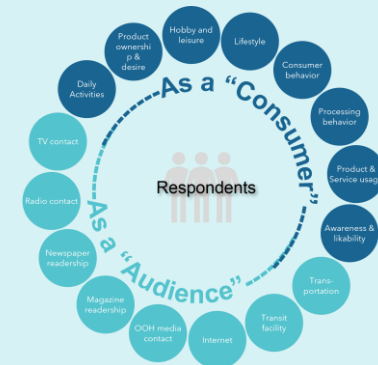 Hobby and
leisure
Lifestyle
Consumer
behavior
Processing
behavior
Product &
Service usage
Awareness &
likability
Trans-
portation
Transit
facility
Internet
OOH media
contact
Magazine
readership
Newspaper
readership
Radio contact
TV contact
Daily
Activities
Product
ownershi
p &
desire
As a "Consumer"
Respondents
As a "Audience"